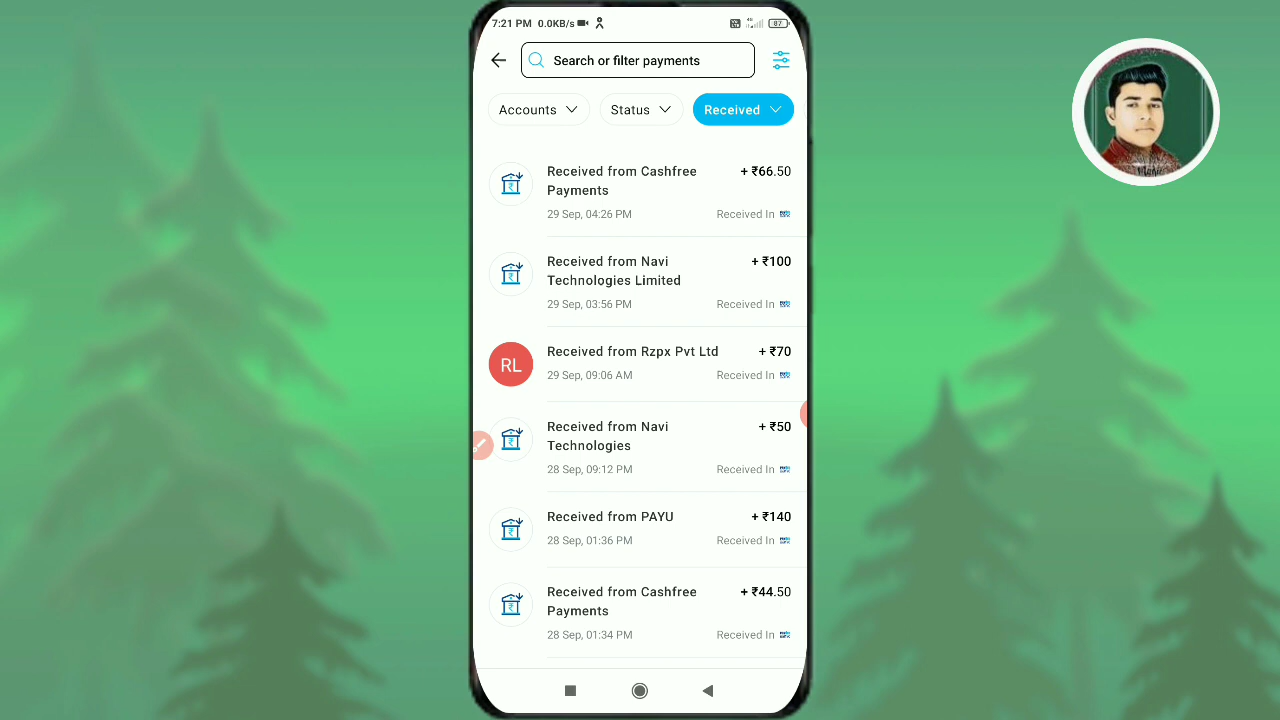 7:21 PM 0.0KB/s 4G 87
Search or filter payments
Accounts Status Received
Received from Cashfree + ₹66.50
Payments
29 Sep, 04:26 PM Received In
Received from Navi + ₹100
Technologies Limited
29 Sep, 03:56 PM Received In
RL Received from Rzpx Pvt Ltd + ₹70
29 Sep, 09:06 AM Received In
Received from Navi + ₹50
Technologies
28 Sep, 09:12 PM Received In
Received from PAYU + ₹140
28 Sep, 01:36 PM Received In
Received from Cashfree + ₹44.50
Payments
28 Sep, 01:34 PM Received In